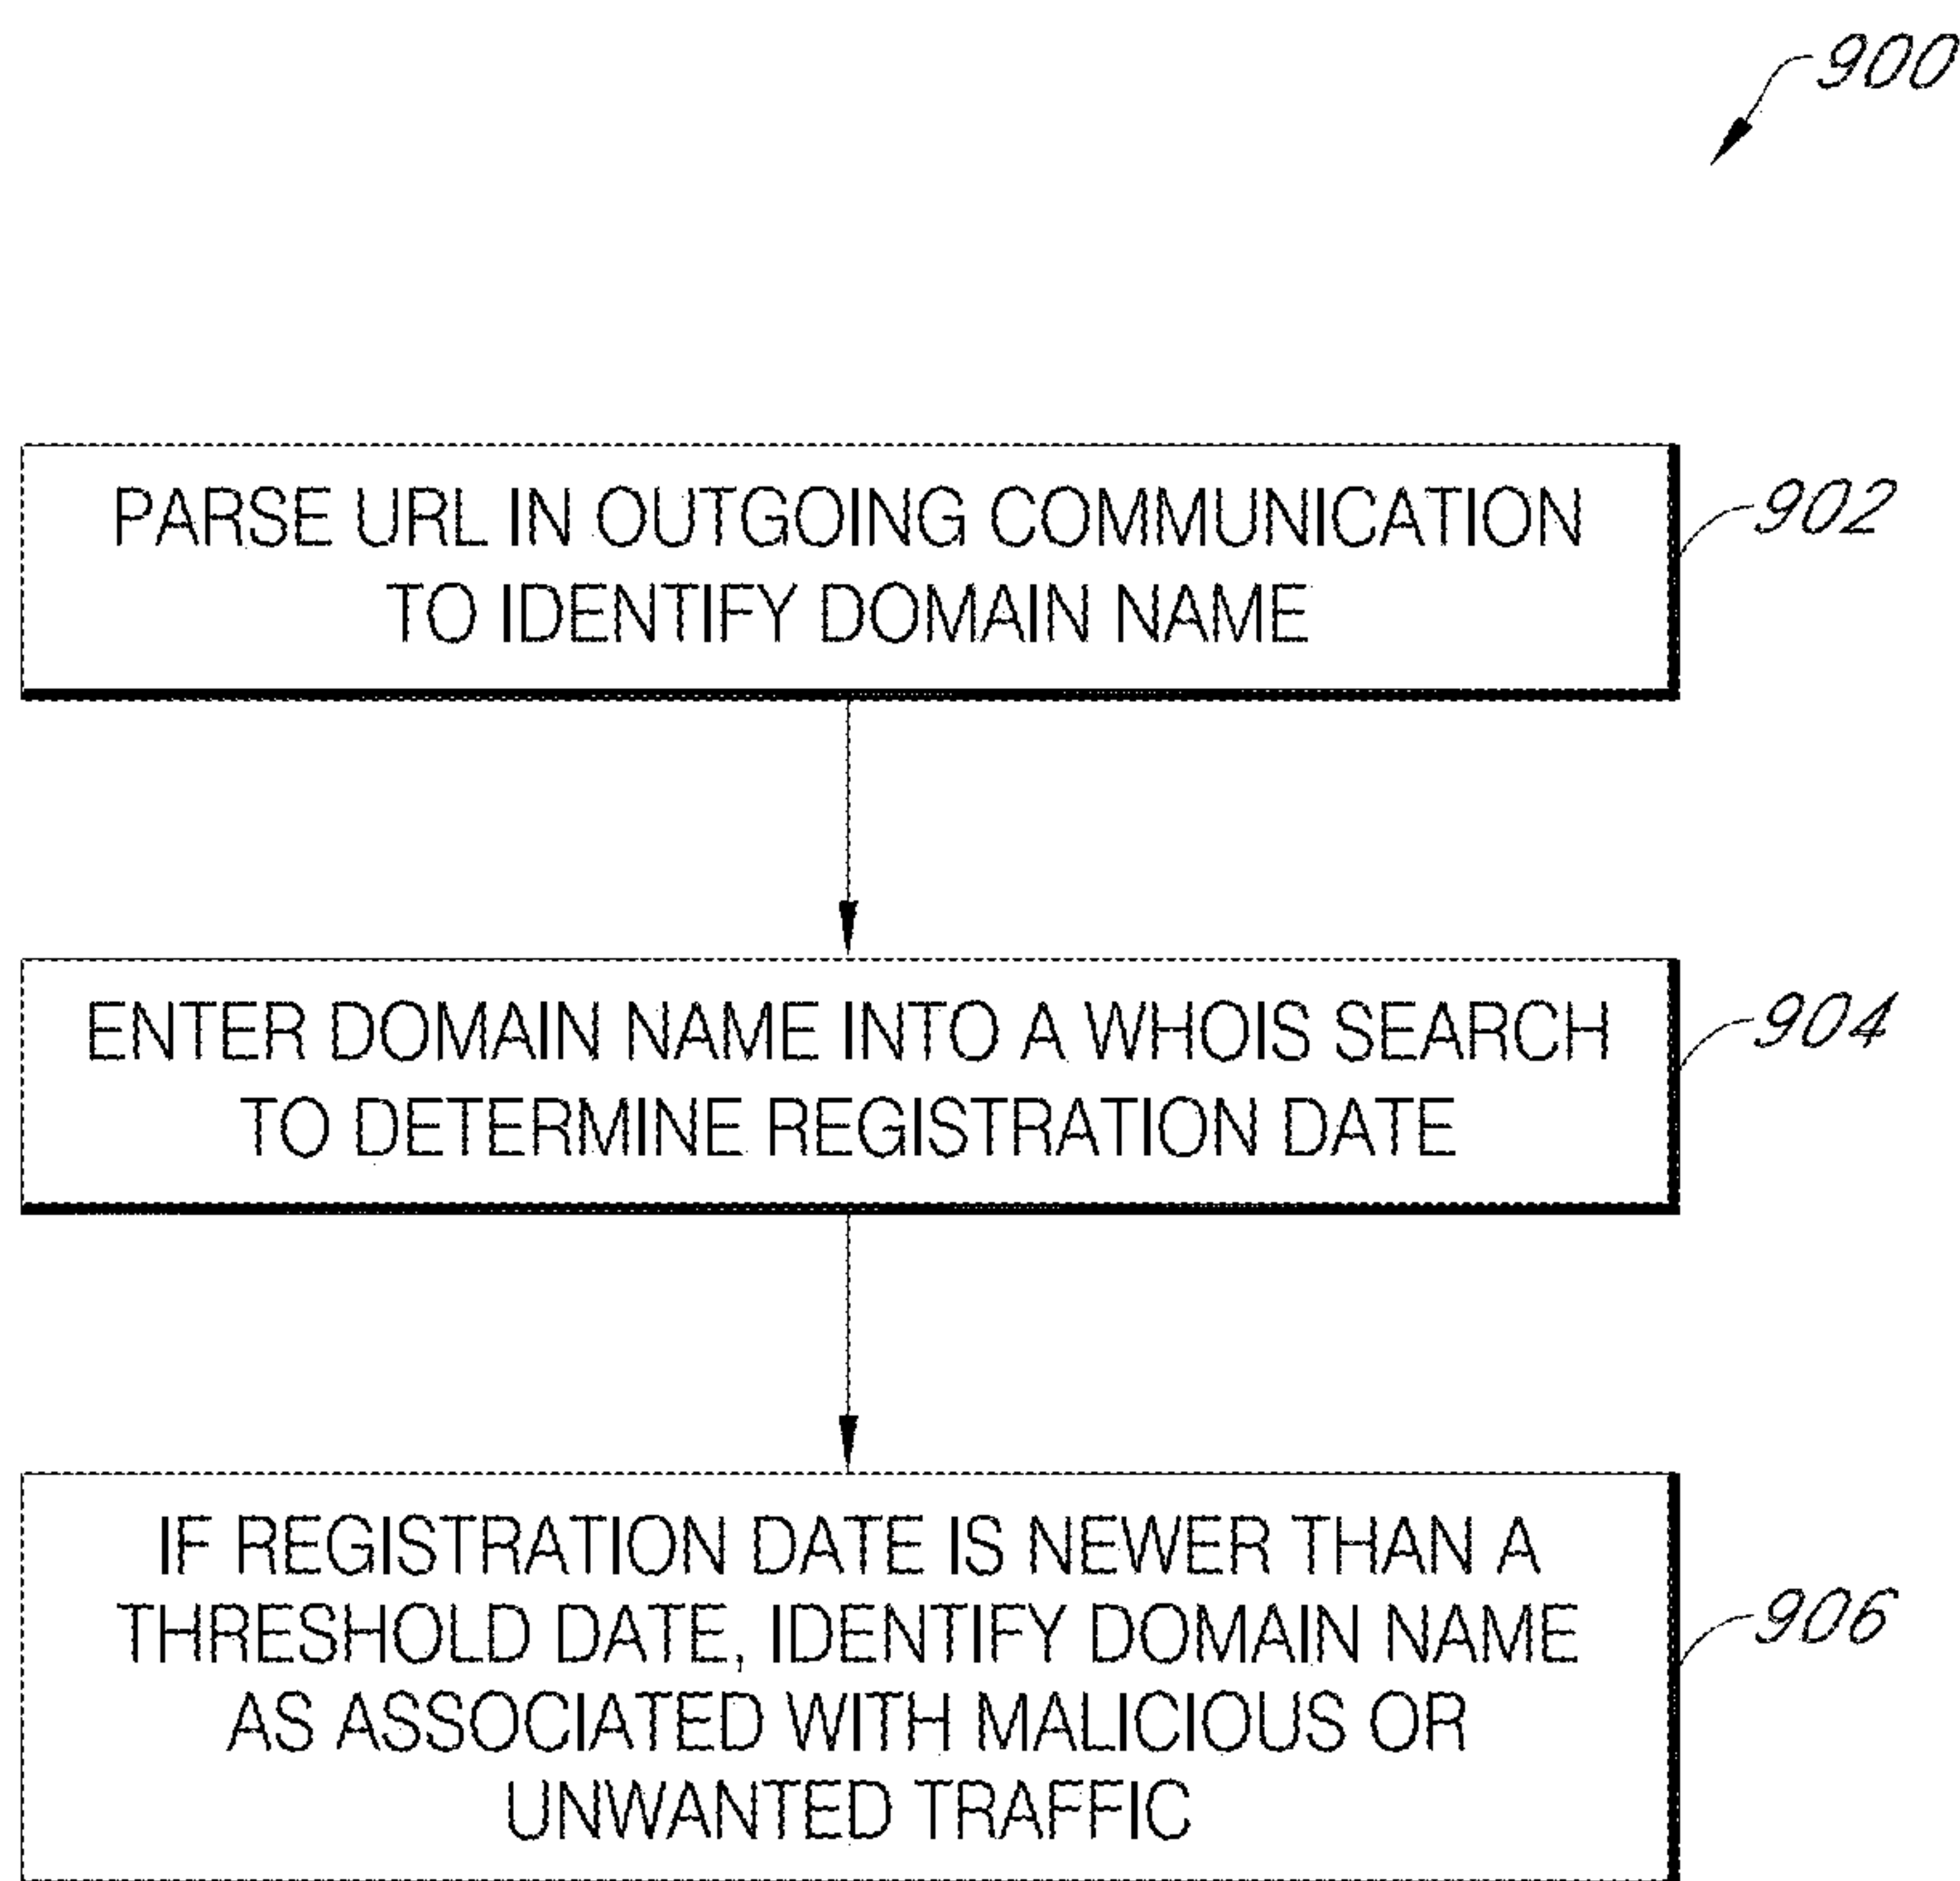 900
PARSE URL IN OUTGOING COMMUNICATION
TO IDENTIFY DOMAIN NAME
902
ENTER DOMAIN NAME INTO A WHOIS SEARCH
TO DETERMINE REGISTRATION DATE
904
IF REGISTRATION DATE IS NEWER THAN A
THRESHOLD DATE, IDENTIFY DOMAIN NAME
AS ASSOCIATED WITH MALICIOUS OR
UNWANTED TRAFFIC
906